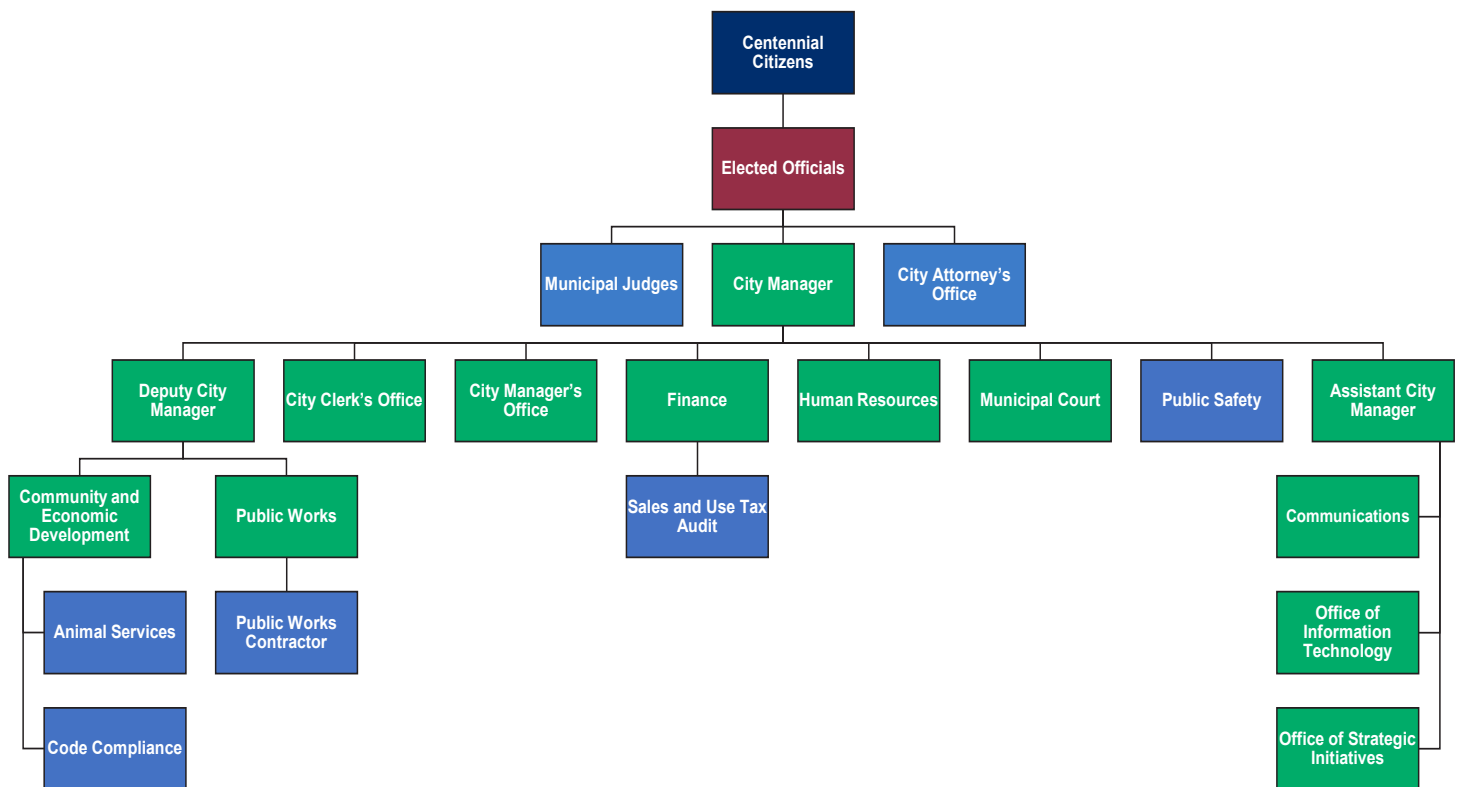 Centennial
Citizens
Elected Officials
Municipal Judges
City Manager
City Attorney’s
Office
Deputy City
Manager
City Clerk’s Office
City Manager’s
Office
Finance
Human Resources
Municipal Court
Public Safety
Assistant City
Manager
Community and
Economic
Development
Public Works
Sales and Use Tax
Audit
Communications
Animal Services
Public Works
Contractor
Office of
Information
Technology
Code Compliance
Office of Strategic
Initiatives